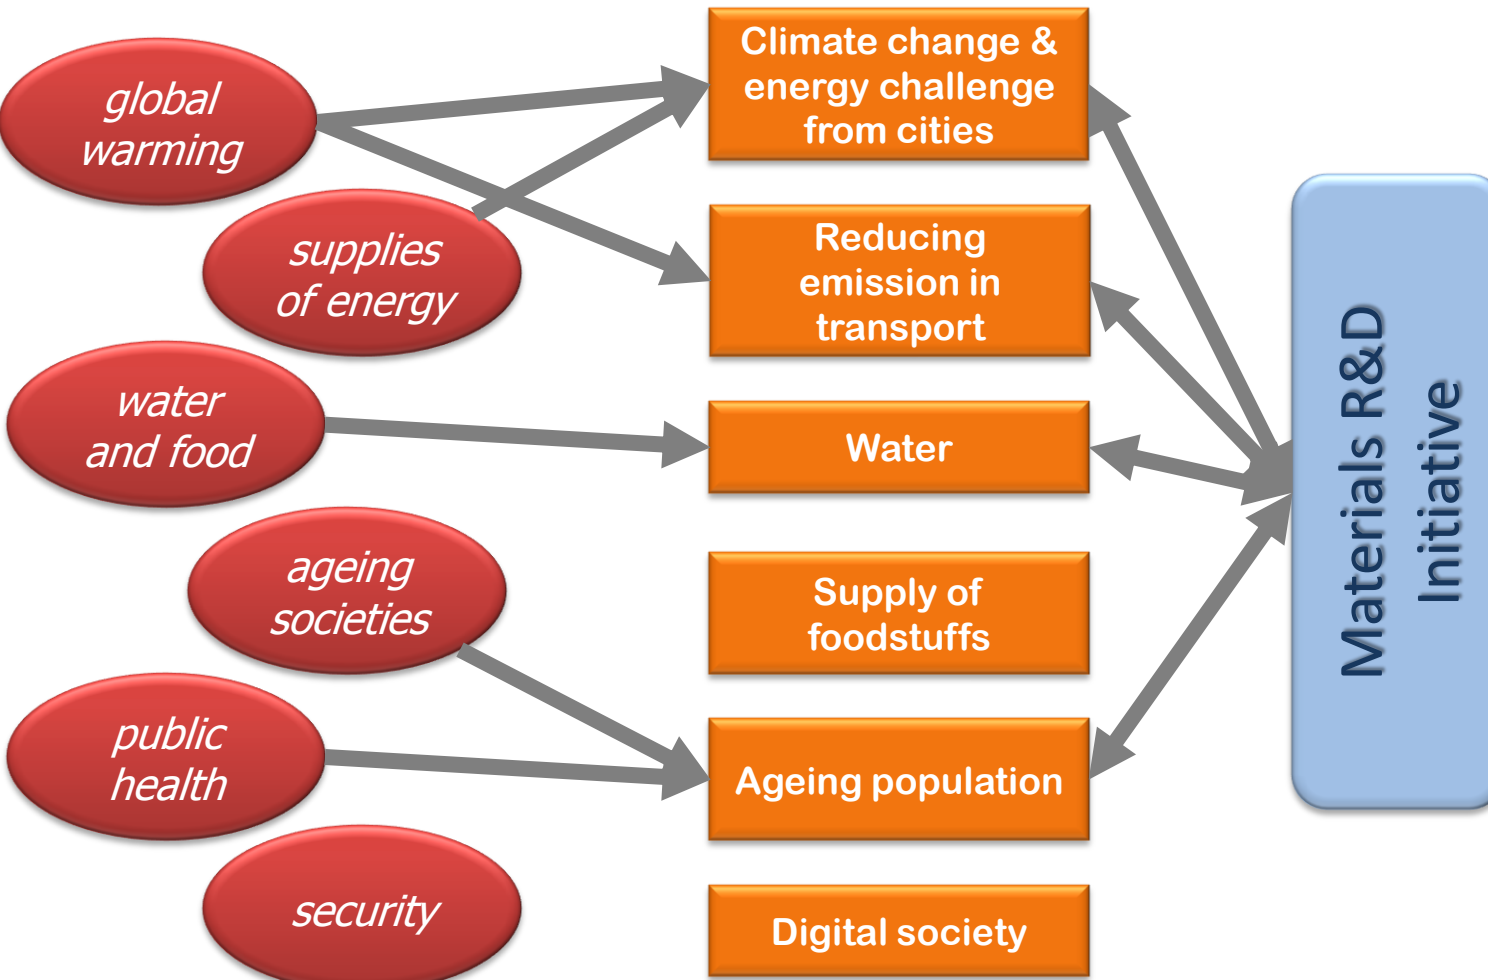 global
warming
supplies
of energy
water
and food
ageing
societies
public
health
security
Climate change &
energy challenge
from cities
Reducing
emission in
transport
Water
Supply of
foodstuffs
Ageing population
Digital society
Materials R&D
Initiative